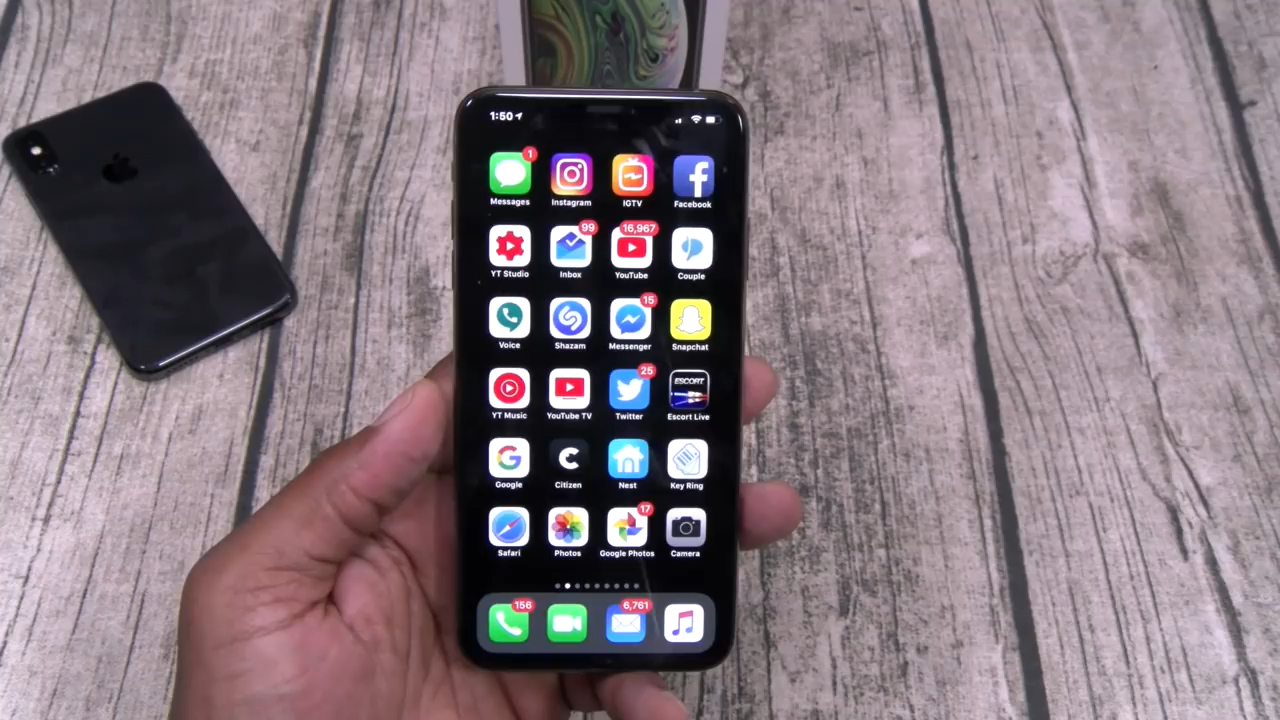 1:50
1
Messages Instagram IGTV Facebook
99 16,967
YT Studio Inbox YouTube Couple
15
Voice Shazam Messenger Snapchat
25
ESCORT
YT Music YouTube TV Twitter Escort Live
Google Citizen Nest Key Ring
17
Safari Photos Google Photos Camera
156 6,761